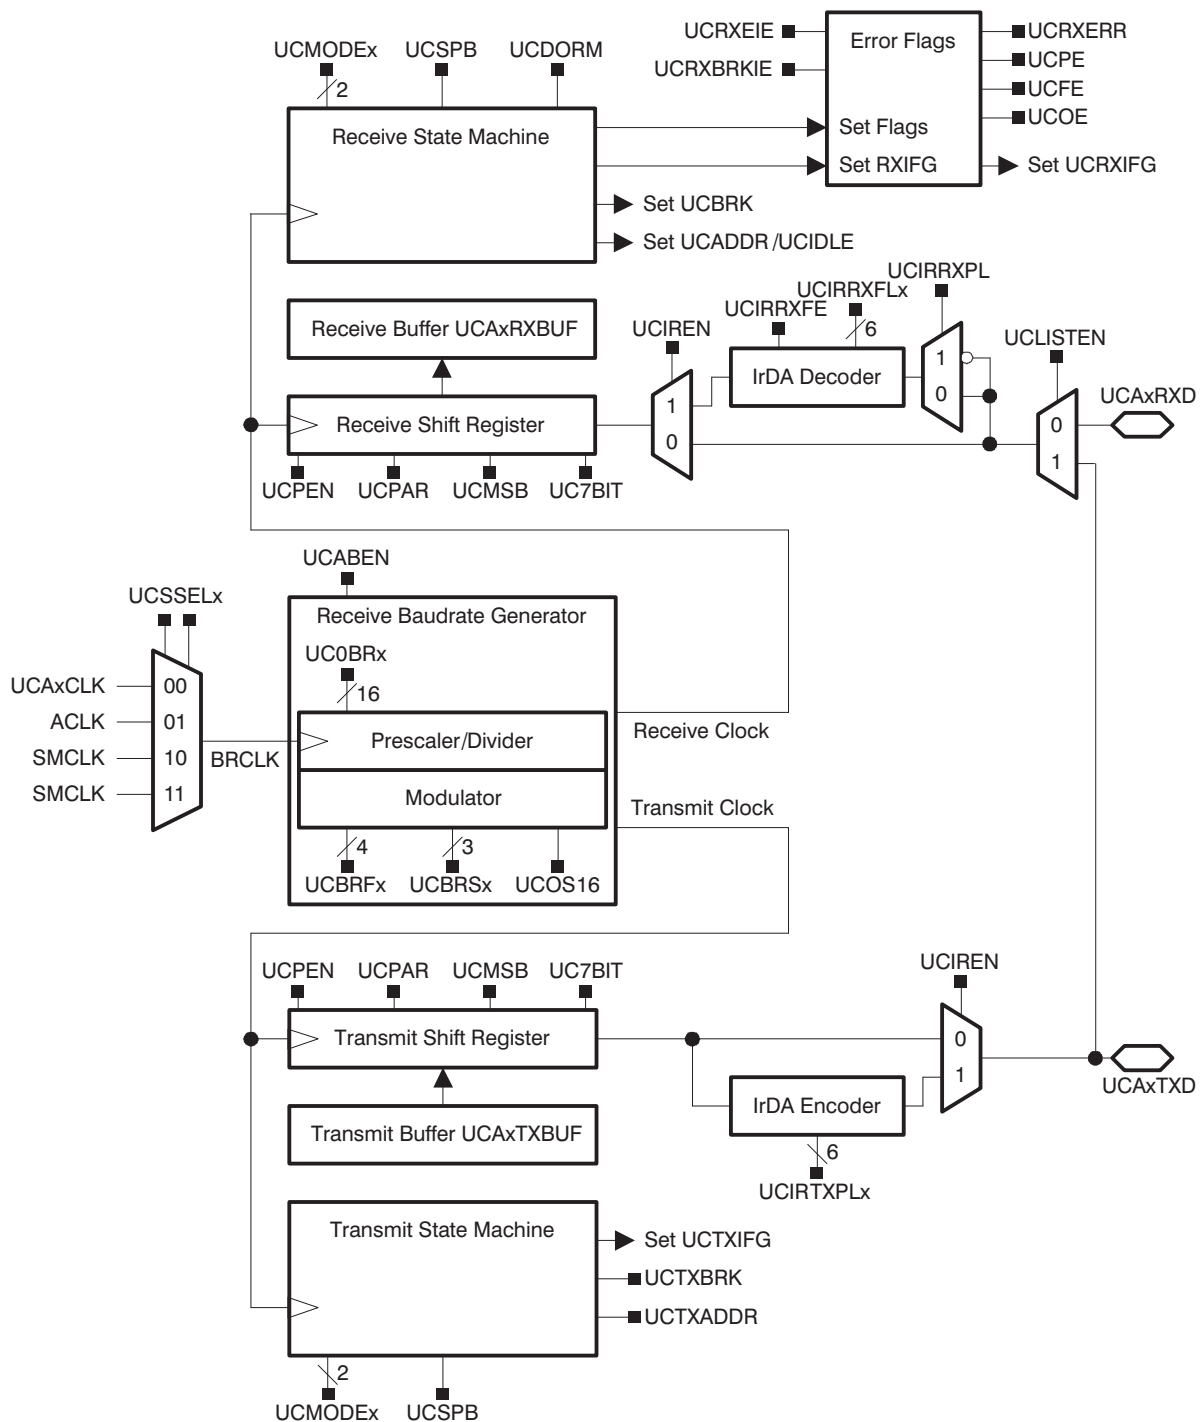 UCMODEx
UCSPB
UCDORM
2
Receive State Machine
UCRXEIE
UCRXBRKIE
Error Flags
Set Flags
Set RXIFG
UCRXERR
UCPE
UCFE
UCOE
Set UCRXIFG
Set UCBRK
Set UCADDR /UCIDLE
Receive Buffer UCAxRXBUF
Receive Shift Register
UCPEN
UCPAR
UCMSB
UC7BIT
UCIREN
1
0
UCIRRXFE
UCIRRXFLx
6
IrDA Decoder
UCIRRXPL
1
0
UCLISTEN
0
1
UCAxRXD
UCABEN
Receive Baudrate Generator
UC0BRx
16
UCSSELx
UCAxCLK
ACLK
SMCLK
SMCLK
00
01
10
11
BRCLK
Prescaler/Divider
Modulator
4
3
UCBRFx
UCBRSx
UCOS16
Receive Clock
Transmit Clock
UCPEN
UCPAR
UCMSB
UC7BIT
Transmit Shift Register
Transmit Buffer UCAxTXBUF
UCIREN
0
1
IrDA Encoder
6
UCIRTXPLx
UCAxTXD
Transmit State Machine
Set UCTXIFG
UCTXBRK
UCTXADDR
2
UCMODEx
UCSPB